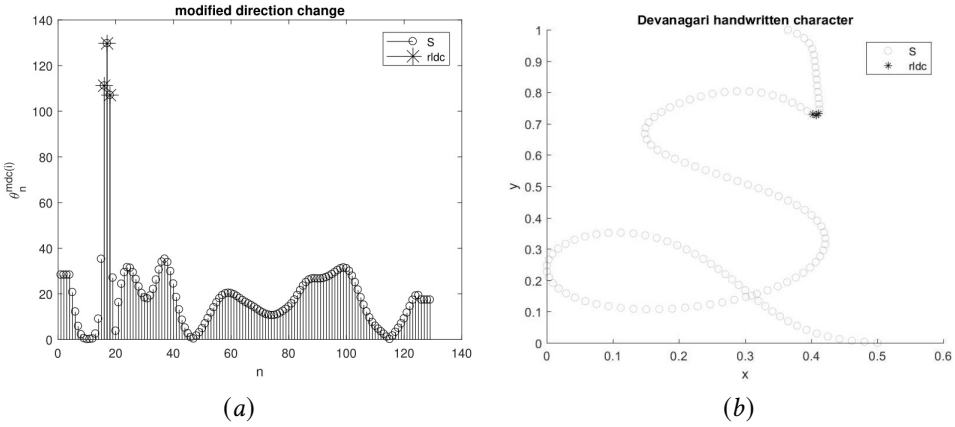 modified direction change
140
120
100
80
60
40
20
0
0 20 40 60 80 100 120 140
n
θₙᵐᵈᶜ⁽ⁱ⁾
S
rldc
(a)
Devanagari handwritten character
1
0.9
0.8
0.7
0.6
0.5
0.4
0.3
0.2
0.1
0
0 0.1 0.2 0.3 0.4 0.5 0.6
x
y
S
rldc
(b)